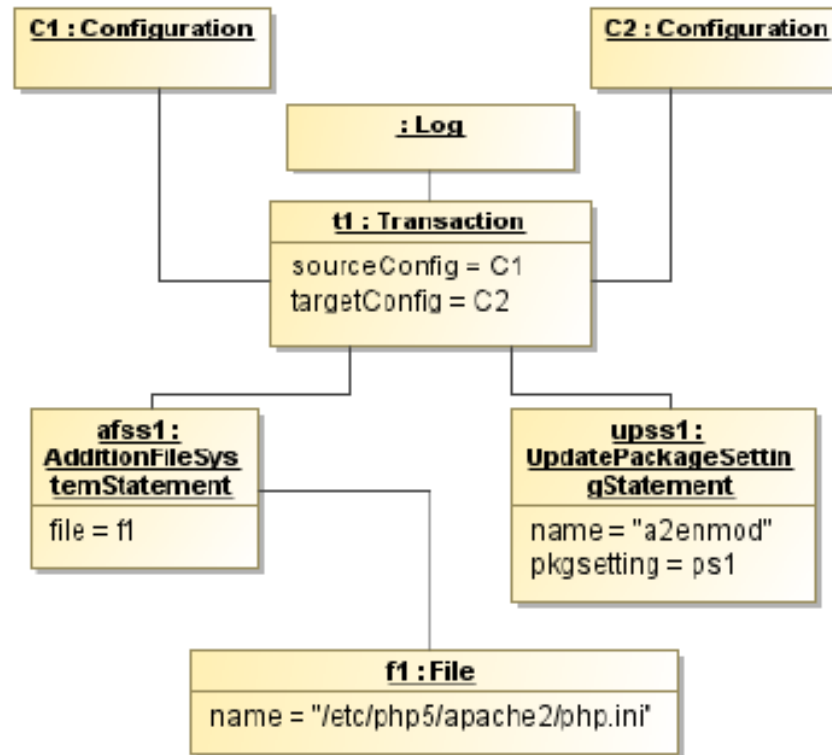 C1 : Configuration
C2 : Configuration
: Log
t1 : Transaction
sourceConfig = C1
targetConfig = C2
afss1 :
AdditionFileSys
temStatement
file = f1
upss1 :
UpdatePackageSettin
gStatement
name = "a2enmod"
pkgsetting = ps1
f1 : File
name = "/etc/php5/apache2/php.ini"